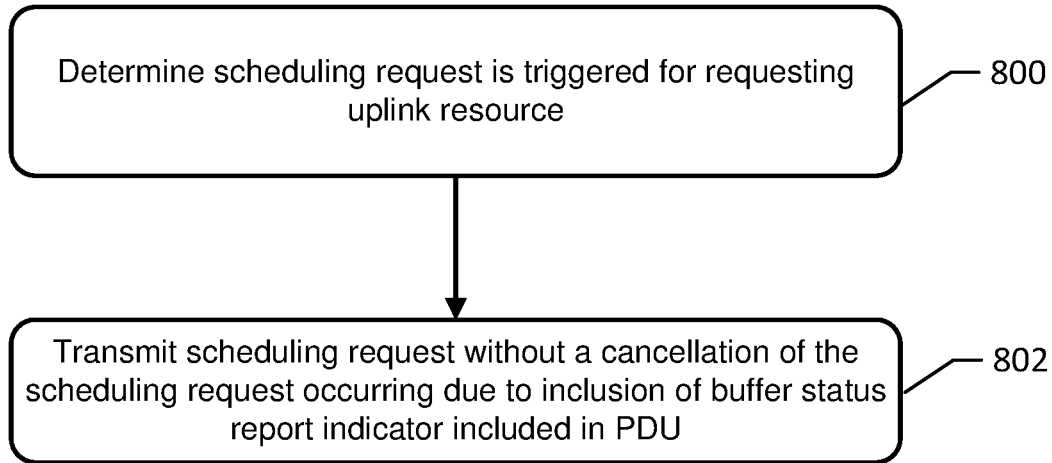 Determine scheduling request is triggered for requesting
uplink resource
800
Transmit scheduling request without a cancellation of the
scheduling request occurring due to inclusion of buffer status
report indicator included in PDU
802